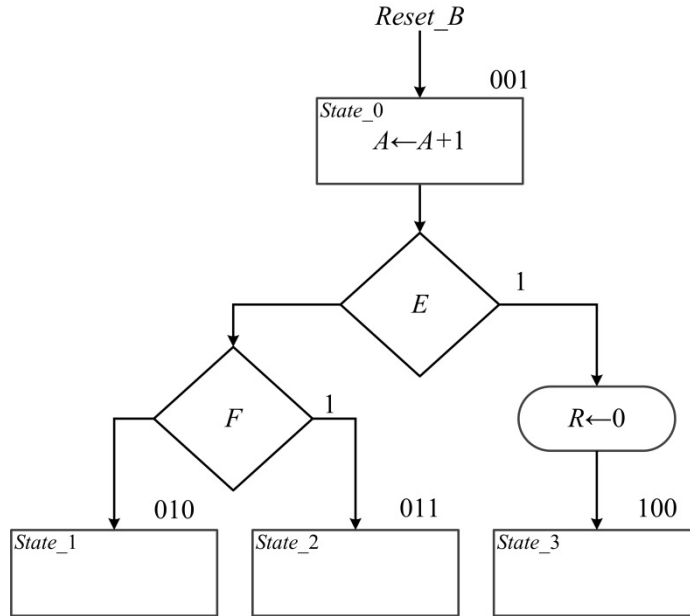 Reset_B
001
State_0
A←A+1
E
1
F
1
R←0
010
011
100
State_1
State_2
State_3